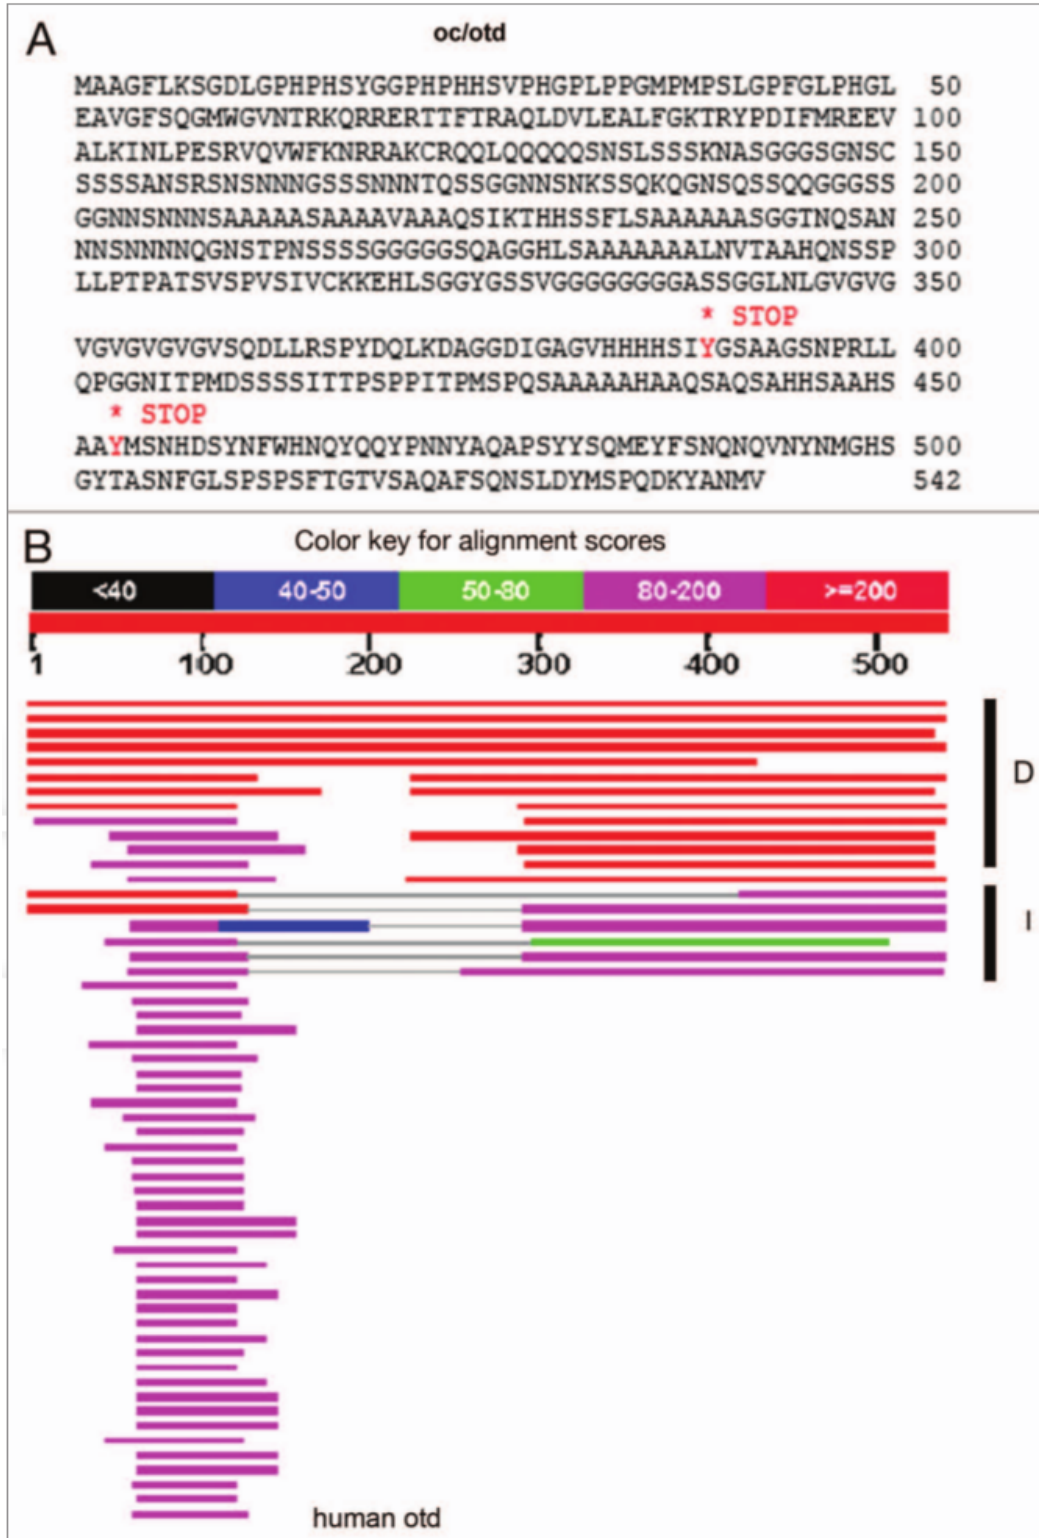 A
oc/otd
MAAGFLKSGDLGPHPHSYGGPHPHHSVPHGPLPPGMPMPSLGPFGLPHGL 50
EAVGFSQGMWGVNTRKQRRERTTFTRAQLDVLEALFGKTRYPDIFMREEV 100
ALKINLPESRVQVWFKNRRAKCRQQLQQQQQSNSLSSSKNASGGGSGNSC 150
SSSSANSRSNSNNNGSSSNNNTQSSGGNNSNKSSQKQGNSQSSQQGGGSS 200
GGNNSNNNSAAAAASAAAAVAAAQSIKTHHSSFLSAAAAAASGGTNQSAN 250
NNSNNNNQGNSTPNSSSSGGGGGSQAGGHLSAAAAAAALNVTAAHQNSSP 300
LLPTPATSVSPVSIVCKKEHLSGGYGSSVGGGGGGGGASSGGLNLGVGVG 350
* STOP
VGVGVGVGVSQDLLRSPYDQLKDAGGDIGAGVHHHHSIYGSAAGSNPRLL 400
QPGGNITPMDSSSSITTPSPPITPMSPQSAAAAAHAAQSAQSAHHSAAHS 450
* STOP
AAYMSNHDSYNFWHNQYQQYPNNYAQAPSYYSQMEYFSNQNQVNYNMGHS 500
GYTASNFGLSPSPSFTGTVSAQAFSQNSLDYMSPQDKYANMV 542
B
Color key for alignment scores
<40 40-50 50-80 80-200 >=200
1 100 200 300 400 500
D
I
human otd